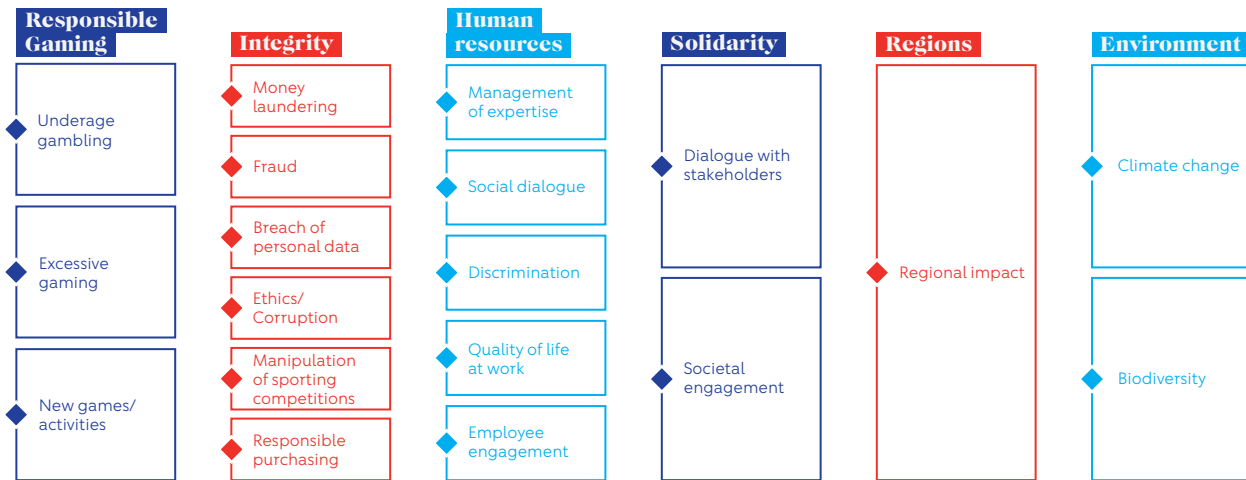 Responsible
Gaming
Underage
gambling
Excessive
gaming
New games/
activities
Integrity
Money
laundering
Fraud
Breach of
personal data
Ethics/
Corruption
Manipulation
of sporting
competitions
Responsible
purchasing
Human
resources
Management
of expertise
Social dialogue
Discrimination
Quality of life
at work
Employee
engagement
Solidarity
Dialogue with
stakeholders
Societal
engagement
Regions
Regional impact
Environment
Climate change
Biodiversity